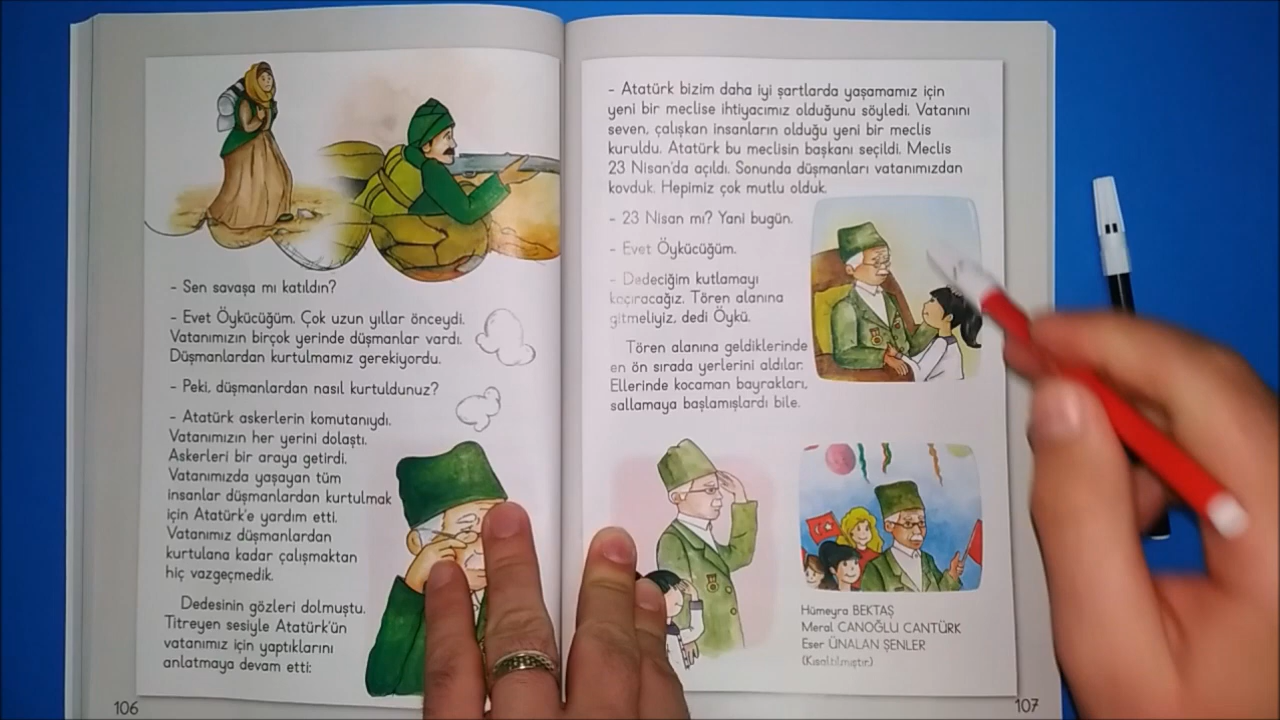 - Sen savaşa mı katıldın?
- Evet Öykücüğüm. Çok uzun yıllar önceydi.
Vatanımızın birçok yerinde düşmanlar vardı.
Düşmanlardan kurtulmamız gerekiyordu.
- Peki, düşmanlardan nasıl kurtuldunuz?
- Atatürk askerlerin komutanıydı.
Vatanımızın her yerini dolaştı.
Askerleri bir araya getirdi.
Vatanımızda yaşayan tüm
insanlar düşmanlardan kurtulmak
için Atatürk'e yardım etti.
Vatanımız düşmanlardan
kurtulana kadar çalışmaktan
hiç vazgeçmedik.
Dedesinin gözleri dolmuştu.
Titreyen sesiyle Atatürk'ün
vatanımız için yaptıklarını
anlatmaya devam etti:
106
- Atatürk bizim daha iyi şartlarda yaşamamız için
yeni bir meclise ihtiyacımız olduğunu söyledi. Vatanını
seven, çalışkan insanların olduğu yeni bir meclis
kuruldu. Atatürk bu meclisin başkanı seçildi. Meclis
23 Nisan'da açıldı. Sonunda düşmanları vatanımızdan
kovduk. Hepimiz çok mutlu olduk.
- 23 Nisan mı? Yani bugün.
- Evet Öykücüğüm.
- Dedeciğim kutlamayı
kaçıracağız. Tören alanına
gitmeliyiz, dedi Öykü.
Tören alanına geldiklerinde
en ön sırada yerlerini aldılar.
Ellerinde kocaman bayrakları,
sallamaya başlamışlardı bile.
Hümeyra BEKTAŞ
Meral CANOĞLU CANTÜRK
Eser ÜNALAN ŞENLER
(Kısaltılmıştır.)
107